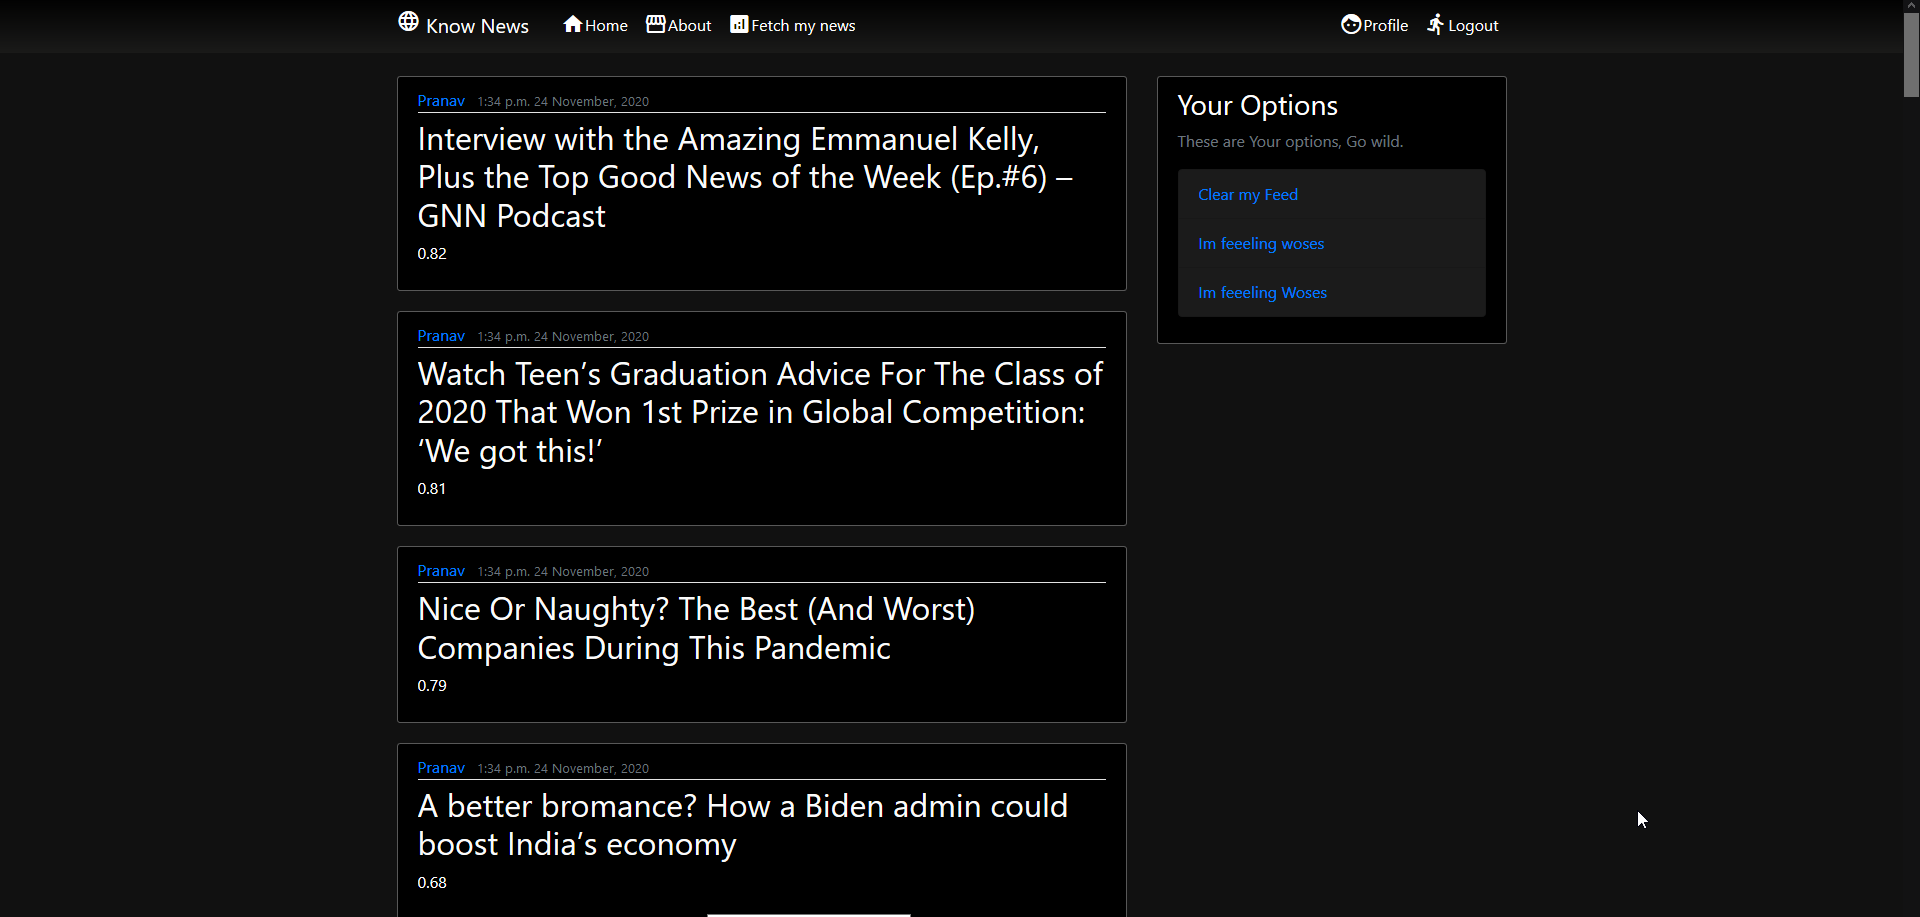 Know News Home About Fetch my news Profile Logout
Pranav 1:34 p.m. 24 November, 2020
Interview with the Amazing Emmanuel Kelly,
Plus the Top Good News of the Week (Ep.#6) –
GNN Podcast
0.82
Pranav 1:34 p.m. 24 November, 2020
Watch Teen’s Graduation Advice For The Class of
2020 That Won 1st Prize in Global Competition:
‘We got this!’
0.81
Pranav 1:34 p.m. 24 November, 2020
Nice Or Naughty? The Best (And Worst)
Companies During This Pandemic
0.79
Pranav 1:34 p.m. 24 November, 2020
A better bromance? How a Biden admin could
boost India’s economy
0.68
Your Options
These are Your options, Go wild.
Clear my Feed
Im feeeling woses
Im feeeling Woses